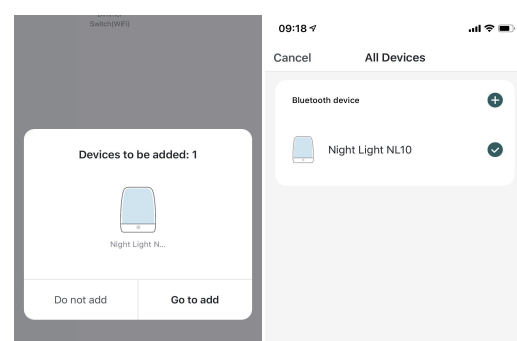 Switch(WiFi)
Devices to be added: 1
Night Light N...
Do not add
Go to add
09:18
Cancel
All Devices
Bluetooth device
Night Light NL10